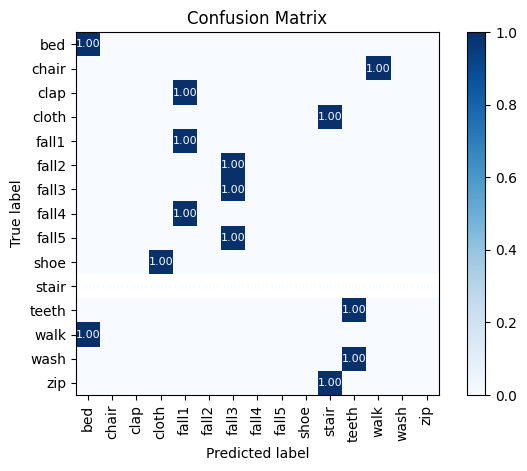 Confusion Matrix
bed
chair
clap
cloth
fall1
fall2
fall3
fall4
fall5
shoe
stair
teeth
walk
wash
zip
True label
1.00
1.00
1.00
1.00
1.00
1.00
1.00
1.00
1.00
1.00
1.00
1.00
1.00
1.00
bed
chair
clap
cloth
fall1
fall2
fall3
fall4
fall5
shoe
stair
teeth
walk
wash
zip
Predicted label
1.0
0.8
0.6
0.4
0.2
0.0